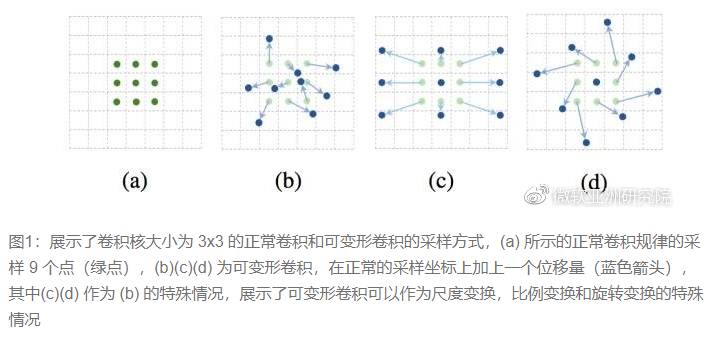 (a) (b) (c) (d)
微软亚洲研究院
图1：展示了卷积核大小为 3x3 的正常卷积和可变形卷积的采样方式，(a) 所示的正常卷积规律的采
样 9 个点（绿点），(b)(c)(d) 为可变形卷积，在正常的采样坐标上加上一个位移量（蓝色箭头），
其中(c)(d) 作为 (b) 的特殊情况，展示了可变形卷积可以作为尺度变换，比例变换和旋转变换的特殊
情况